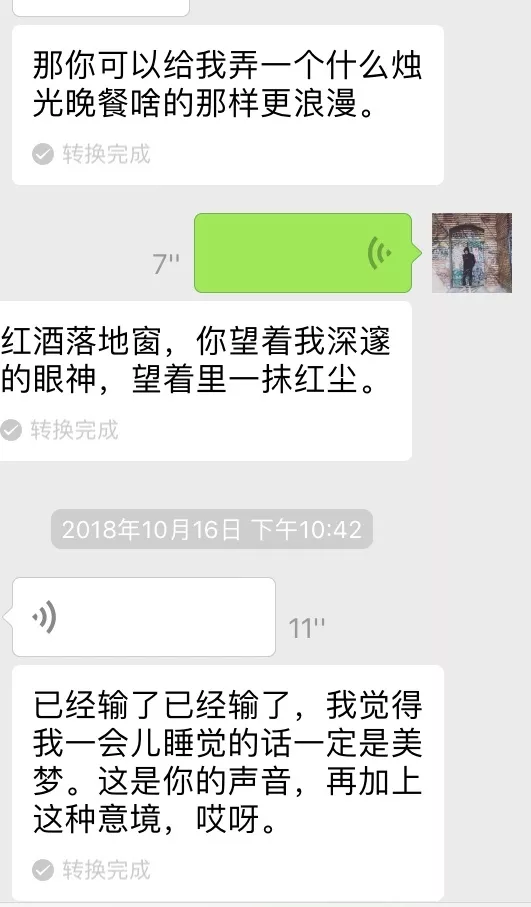 那你可以给我弄一个什么烛
光晚餐啥的那样更浪漫。
转换完成
7''
红酒落地窗，你望着我深邃
的眼神，望着里一抹红尘。
转换完成
2018年10月16日 下午10:42
11''
已经输了已经输了，我觉得
我一会儿睡觉的话一定是美
梦。这是你的声音，再加上
这种意境，哎呀。
转换完成